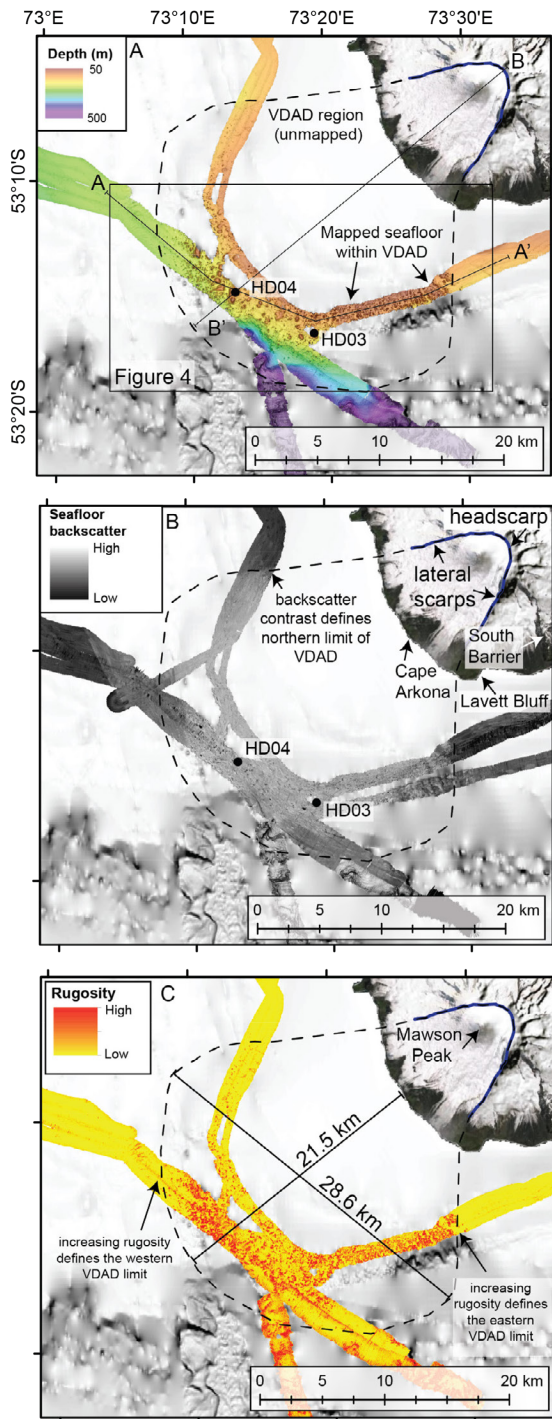 73°
73°10'
73°20'
73°30'
A
Depth (m)
50
500
B
VDAD region
(unmapped)
53°10'S
A
Mapped seafloor
within VDAD
A'
HD04
B'
HD03
Figure 4
53°20'S
0 5 10 20 km
Seafloor
backscatter
High
Low
B
headscarp
lateral
scarps
backscatter
contrast defines
northern limit of
VDAD
South
Barrier
Cape
Arkona
Lavett Bluff
HD04
HD03
0 5 10 20 km
Rugosity
High
Low
C
Mawson
Peak
21.5 km
28.6 km
increasing rugosity
defines the western
VDAD limit
increasing
rugosity defines
the eastern
VDAD limit
0 5 10 20 km